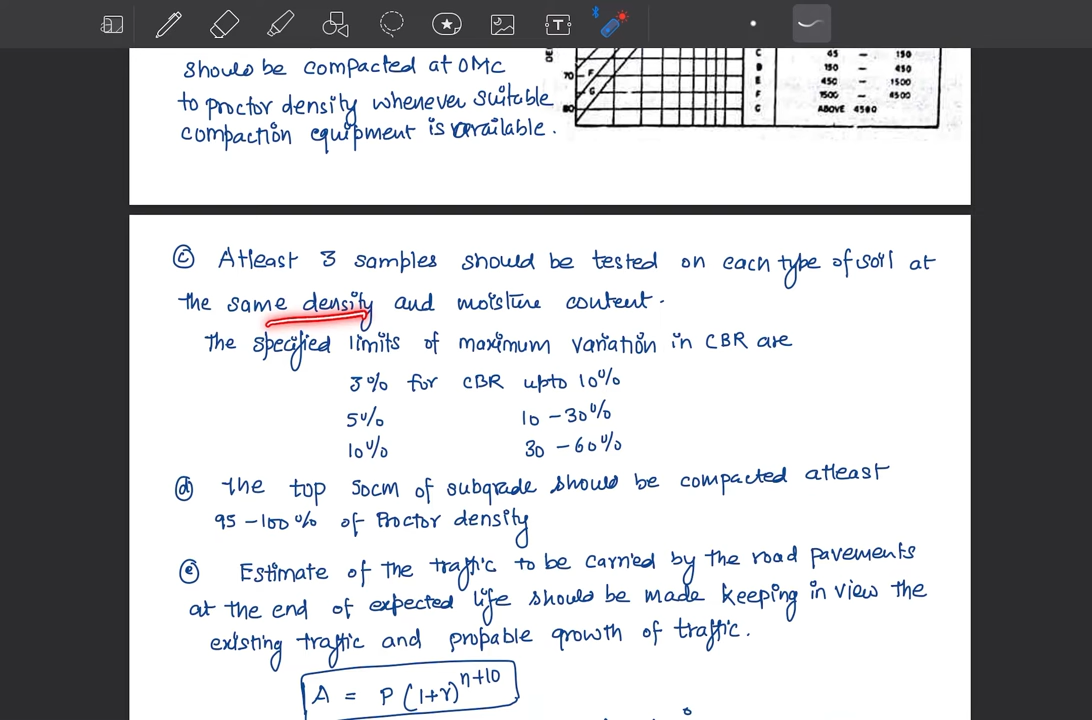 T
should be compacted at OMC
to proctor density whenever suitable
compaction equipment is available.
DE
70
80
F
G
C 45 - 150
D 150 - 450
E 450 - 1500
F 1500 - 4500
G ABOVE 4500
(c) Atleast 3 samples should be tested on each type of soil at
the same density and moisture content.
The specified limits of maximum variation in CBR are
3% for CBR upto 10%
5% 10 - 30%
10% 30 - 60%
(d) The top 50cm of subgrade should be compacted atleast
95 - 100% of Proctor density
(e) Estimate of the traffic to be carried by the road pavements
at the end of expected life should be made keeping in view the
existing traffic and propable growth of traffic.
A = P (1+r)^n+10